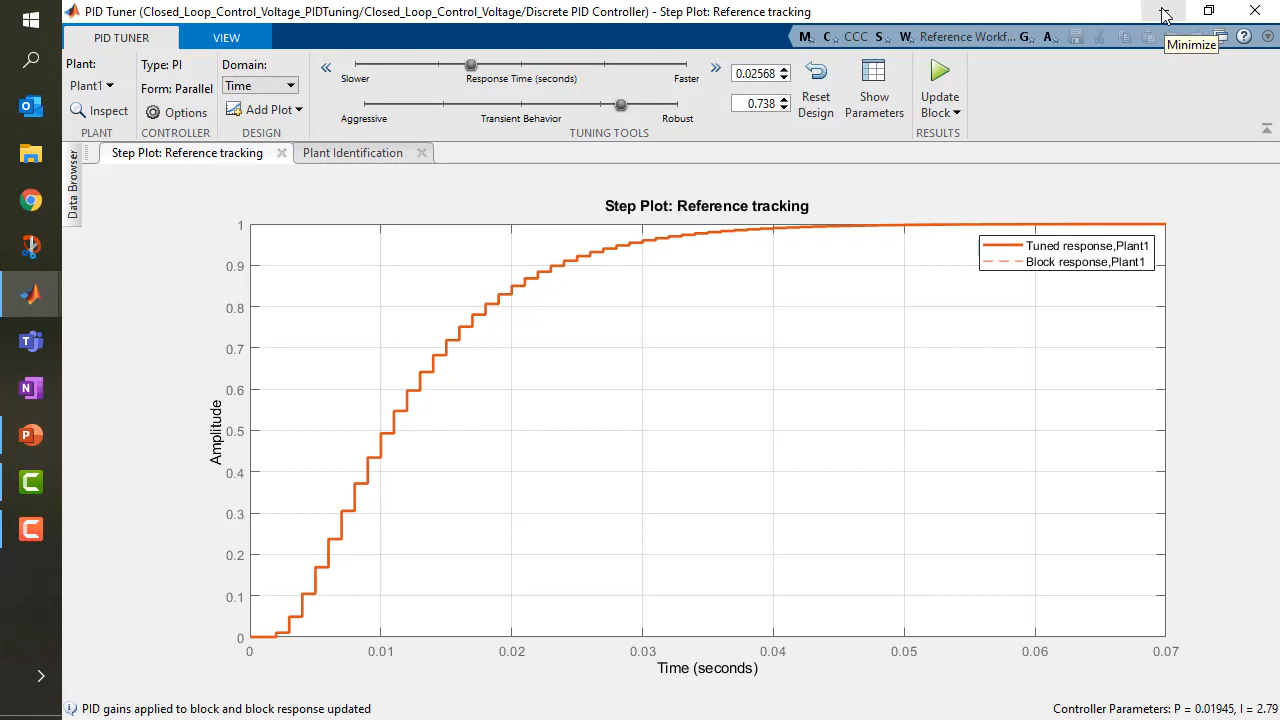 PID Tuner (Closed_Loop_Control_Voltage_PIDTuning/Closed_Loop_Control_Voltage/Discrete PID Controller) - Step Plot: Reference tracking
Minimize
PID TUNER
VIEW
M
C
CCC
S
W
Reference Workf...
G
A
Plant:
Plant1
Inspect
PLANT
Type: PI
Form: Parallel
Options
CONTROLLER
Domain:
Time
Add Plot
DESIGN
Slower
Response Time (seconds)
Faster
0.02568
Aggressive
Transient Behavior
Robust
0.738
TUNING TOOLS
Reset
Design
Show
Parameters
Update
Block
RESULTS
Data Browser
Step Plot: Reference tracking
Plant Identification
Step Plot: Reference tracking
Tuned response,Plant1
Block response,Plant1
Amplitude
1
0.9
0.8
0.7
0.6
0.5
0.4
0.3
0.2
0.1
0
0
0.01
0.02
0.03
0.04
0.05
0.06
0.07
Time (seconds)
PID gains applied to block and block response updated
Controller Parameters: P = 0.01945, I = 2.79